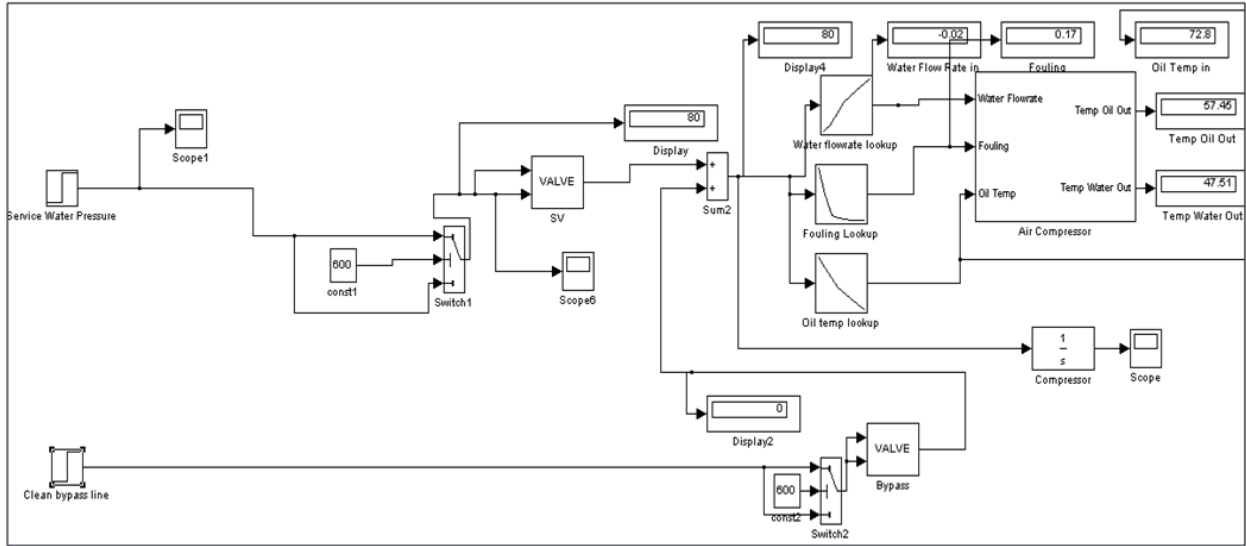 80
Display4
-0.02
Water Flow Rate in
0.17
Fouling
72.8
Oil Temp in
Scope1
80
Display
Water flowrate lookup
Water Flowrate
Fouling
Oil Temp
Temp Oil Out
Temp Water Out
Air Compressor
57.45
Temp Oil Out
47.51
Temp Water Out
Service Water Pressure
VALVE
SV
+
+
Sum2
Fouling Lookup
600
const1
Switch1
Scope6
Oil temp lookup
1
s
Compressor
Scope
0
Display2
VALVE
Bypass
Clean bypass line
600
const2
Switch2